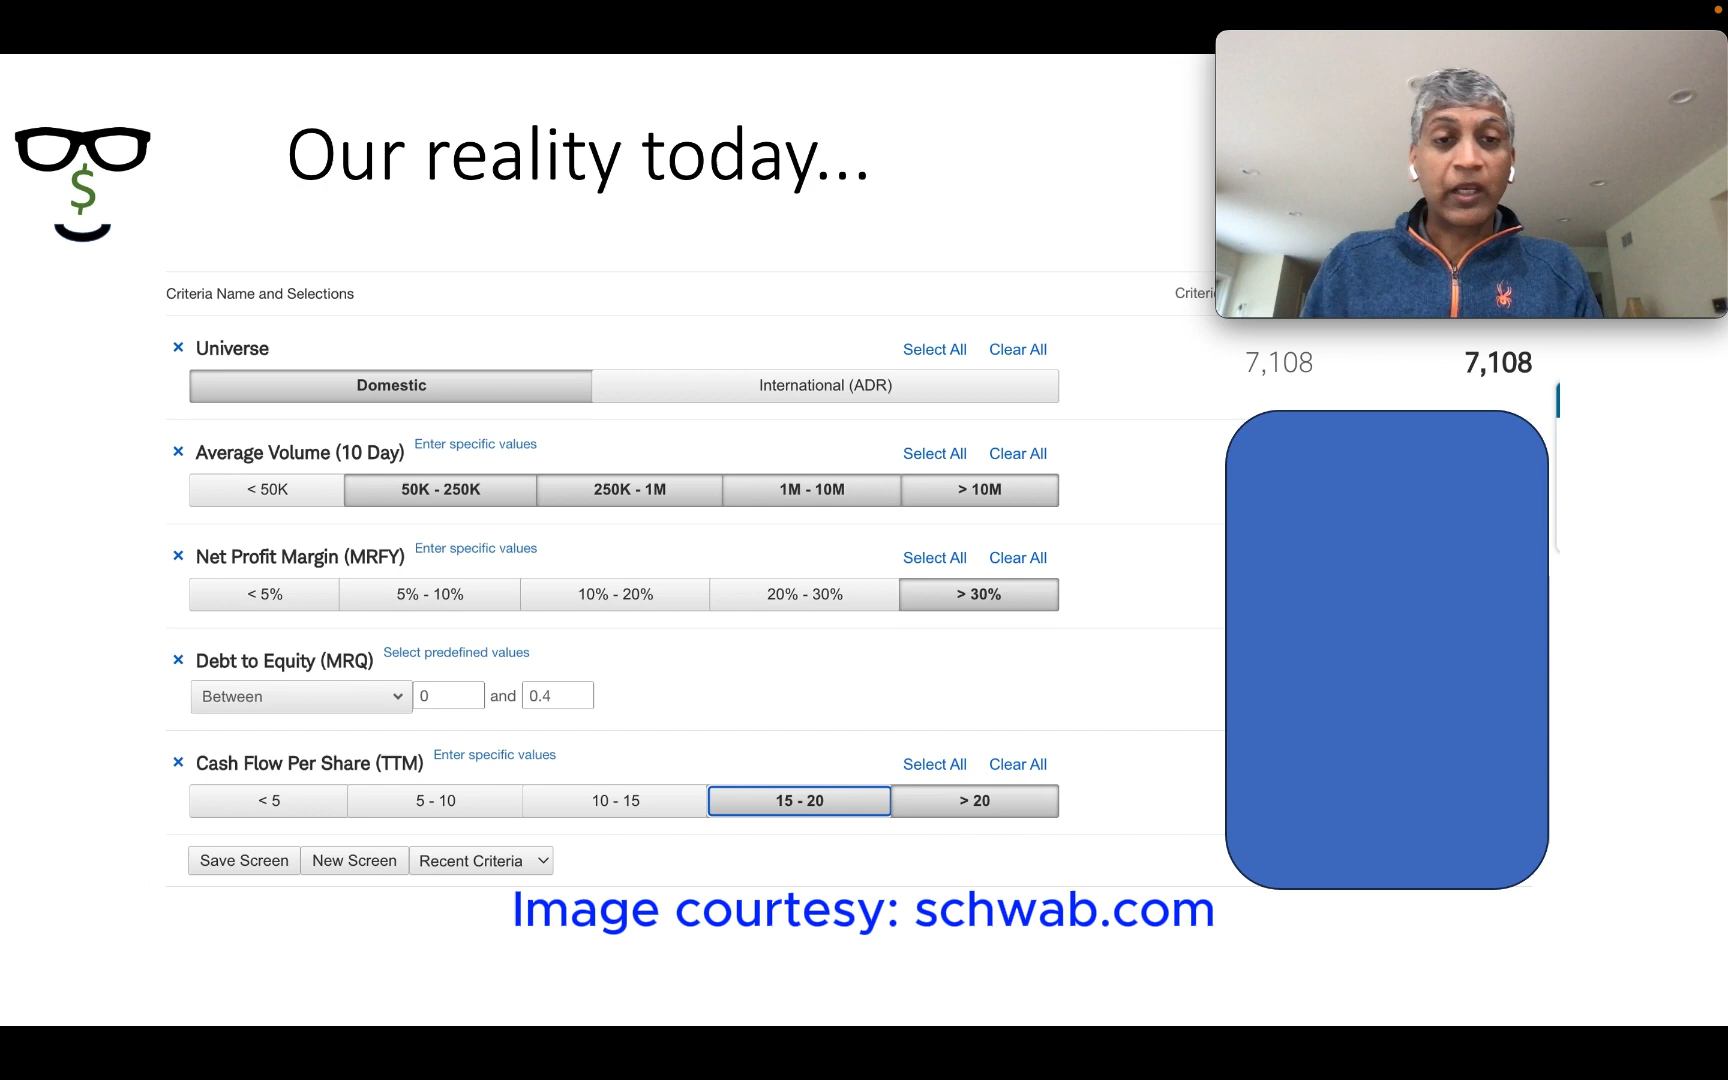 $
Our reality today...
Criteria Name and Selections
Universe Select All Clear All 7,108 7,108
Domestic International (ADR)
Average Volume (10 Day) Enter specific values Select All Clear All
< 50K 50K - 250K 250K - 1M 1M - 10M > 10M
Net Profit Margin (MRFY) Enter specific values Select All Clear All
< 5% 5% - 10% 10% - 20% 20% - 30% > 30%
Debt to Equity (MRQ) Select predefined values
Between 0 and 0.4
Cash Flow Per Share (TTM) Enter specific values Select All Clear All
< 5 5 - 10 10 - 15 15 - 20 > 20
Save Screen New Screen Recent Criteria
Image courtesy: schwab.com